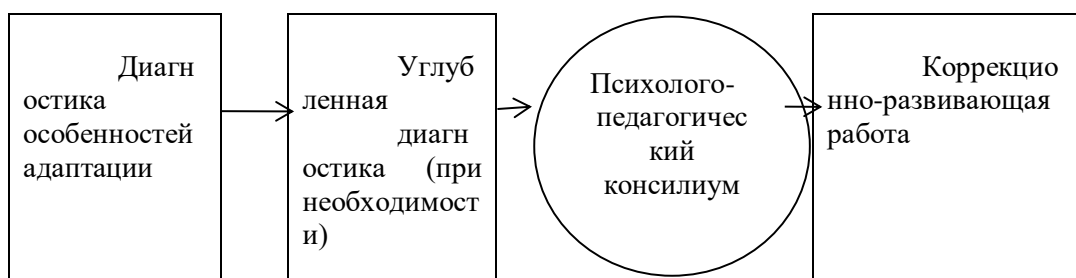 Диагн
остика
особенностей
адаптации
Углуб
ленная
диагн
остика (при
необходимост
и)
Психолого-
педагогичес
кий
консилиум
Коррекцио
нно-развивающая
работа